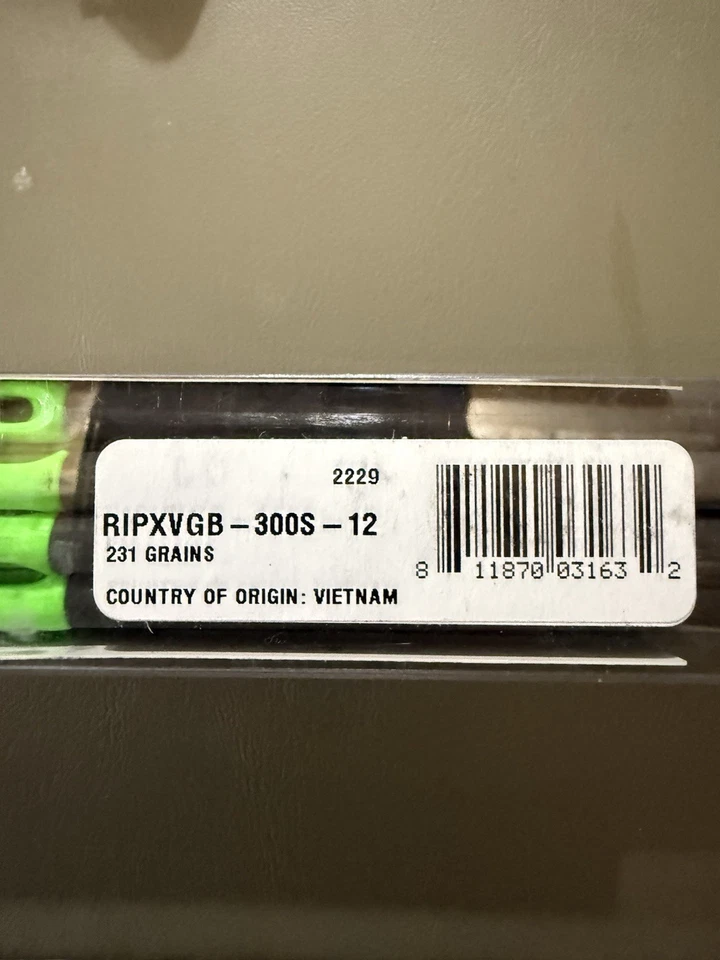 2229
RIPXVGB-300S-12
231 GRAINS
COUNTRY OF ORIGIN: VIETNAM
8 11870 03163 2